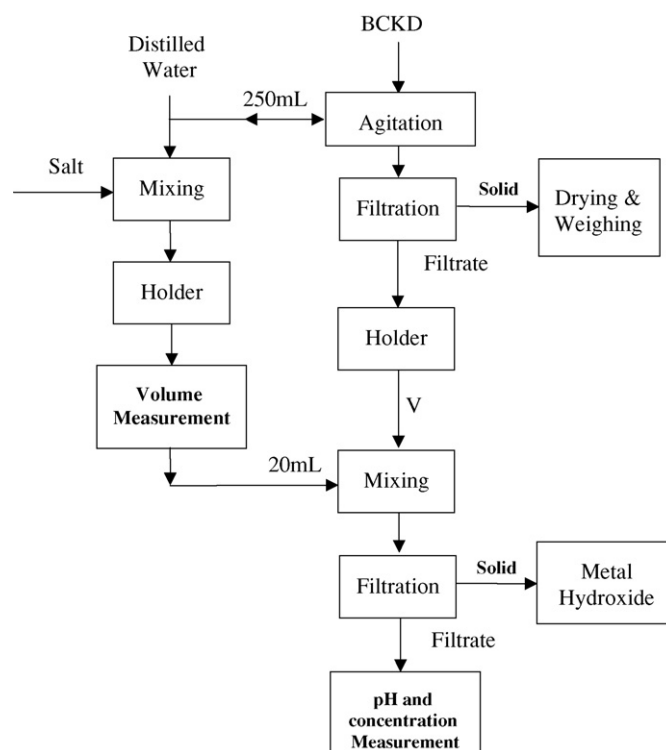 BCKD
Distilled
Water
250mL
Agitation
Salt
Mixing
Filtration
Solid
Drying &
Weighing
Filtrate
Holder
Holder
Volume
Measurement
V
20mL
Mixing
Filtration
Solid
Metal
Hydroxide
Filtrate
pH and
concentration
Measurement